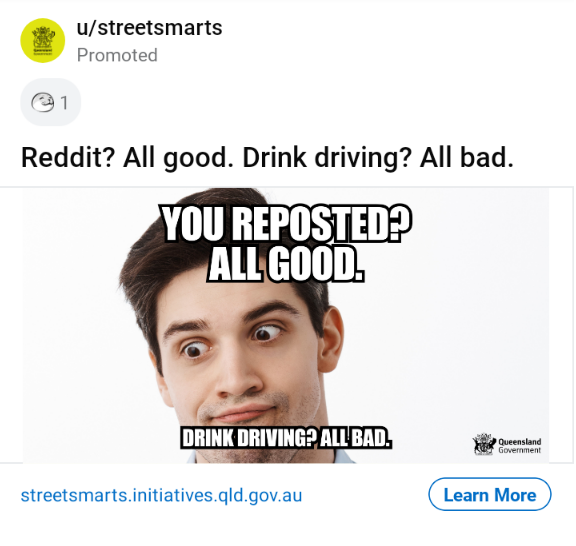 u/streetsmarts
Promoted
1
Reddit? All good. Drink driving? All bad.
YOU REPOSTED?
ALL GOOD.
DRINK DRIVING? ALL BAD.
Queensland
Government
streetsmarts.initiatives.qld.gov.au
Learn More